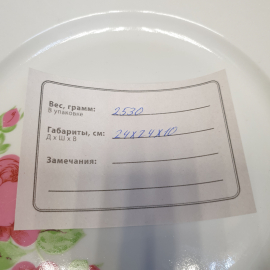 Вес, грамм: 2530
В упаковке
Габариты, см: 24х24х10
Д х Ш х В
Замечания: